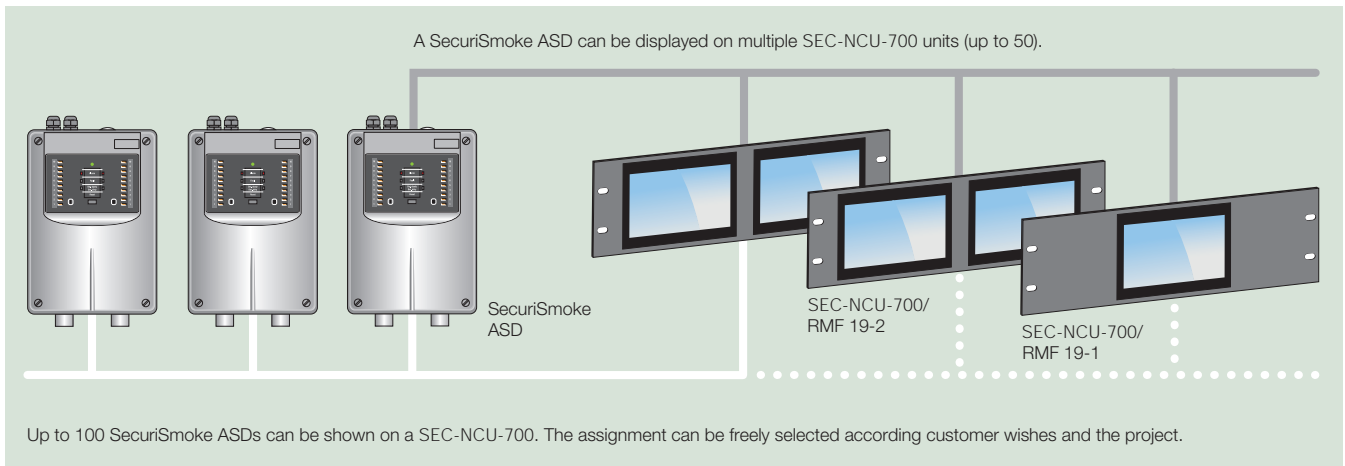 A SecuriSmoke ASD can be displayed on multiple SEC-NCU-700 units (up to 50).
SecuriSmoke
ASD
SEC-NCU-700/
RMF 19-2
SEC-NCU-700/
RMF 19-1
Up to 100 SecuriSmoke ASDs can be shown on a SEC-NCU-700. The assignment can be freely selected according customer wishes and the project.